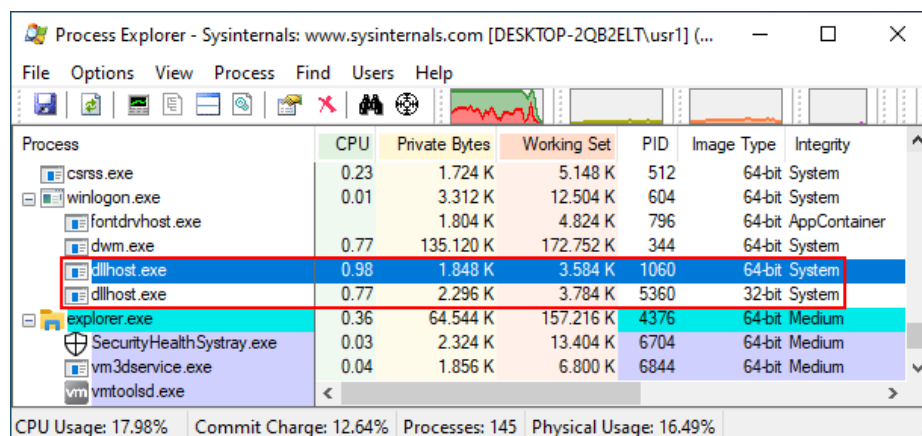 Process Explorer - Sysinternals: www.sysinternals.com [DESKTOP-2QB2ELT\usr1] (...
File Options View Process Find Users Help
Process CPU Private Bytes Working Set PID Image Type Integrity
csrss.exe 0.23 1.724 K 5.148 K 512 64-bit System
winlogon.exe 0.01 3.312 K 12.504 K 604 64-bit System
fontdrvhost.exe 1.804 K 4.824 K 796 64-bit AppContainer
dwm.exe 0.77 135.120 K 172.752 K 344 64-bit System
dllhost.exe 0.98 1.848 K 3.584 K 1060 64-bit System
dllhost.exe 0.77 2.296 K 3.784 K 5360 32-bit System
explorer.exe 0.36 64.544 K 157.216 K 4376 64-bit Medium
SecurityHealthSystray.exe 0.03 2.324 K 13.404 K 6704 64-bit Medium
vm3dservice.exe 0.04 1.856 K 6.800 K 6844 64-bit Medium
vm vmtoolsd.exe
CPU Usage: 17.98% Commit Charge: 12.64% Processes: 145 Physical Usage: 16.49%